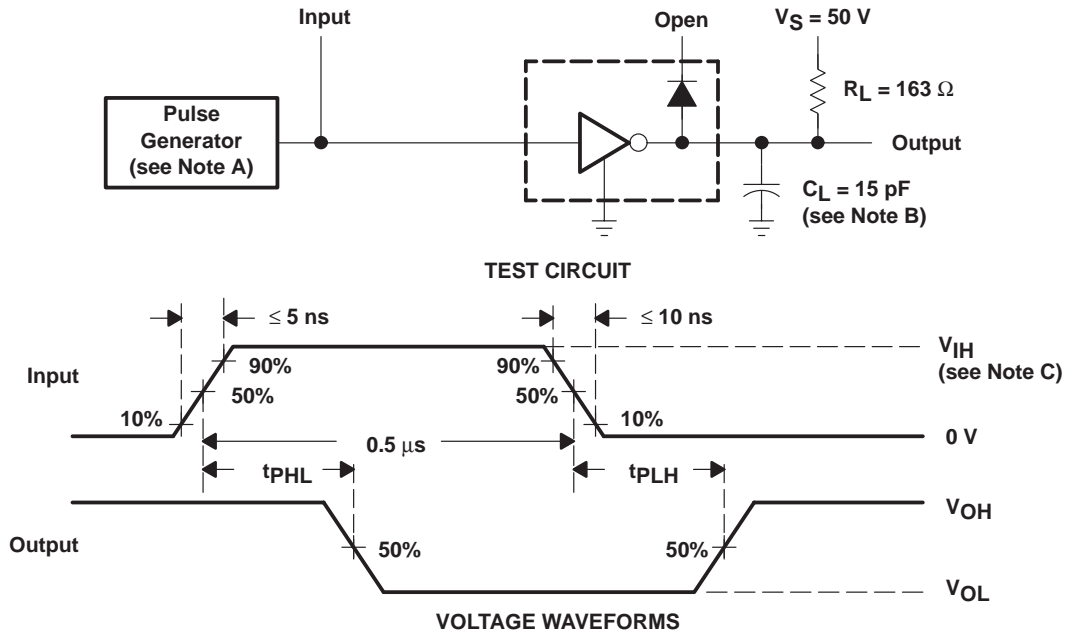 Input
Open
VS = 50 V
RL = 163 Ω
Pulse
Generator
(see Note A)
Output
CL = 15 pF
(see Note B)
TEST CIRCUIT
≤ 5 ns
≤ 10 ns
VIH
(see Note C)
Input
90%
90%
50%
50%
10%
10%
0.5 μs
0 V
tPHL
tPLH
VOH
Output
50%
50%
VOL
VOLTAGE WAVEFORMS